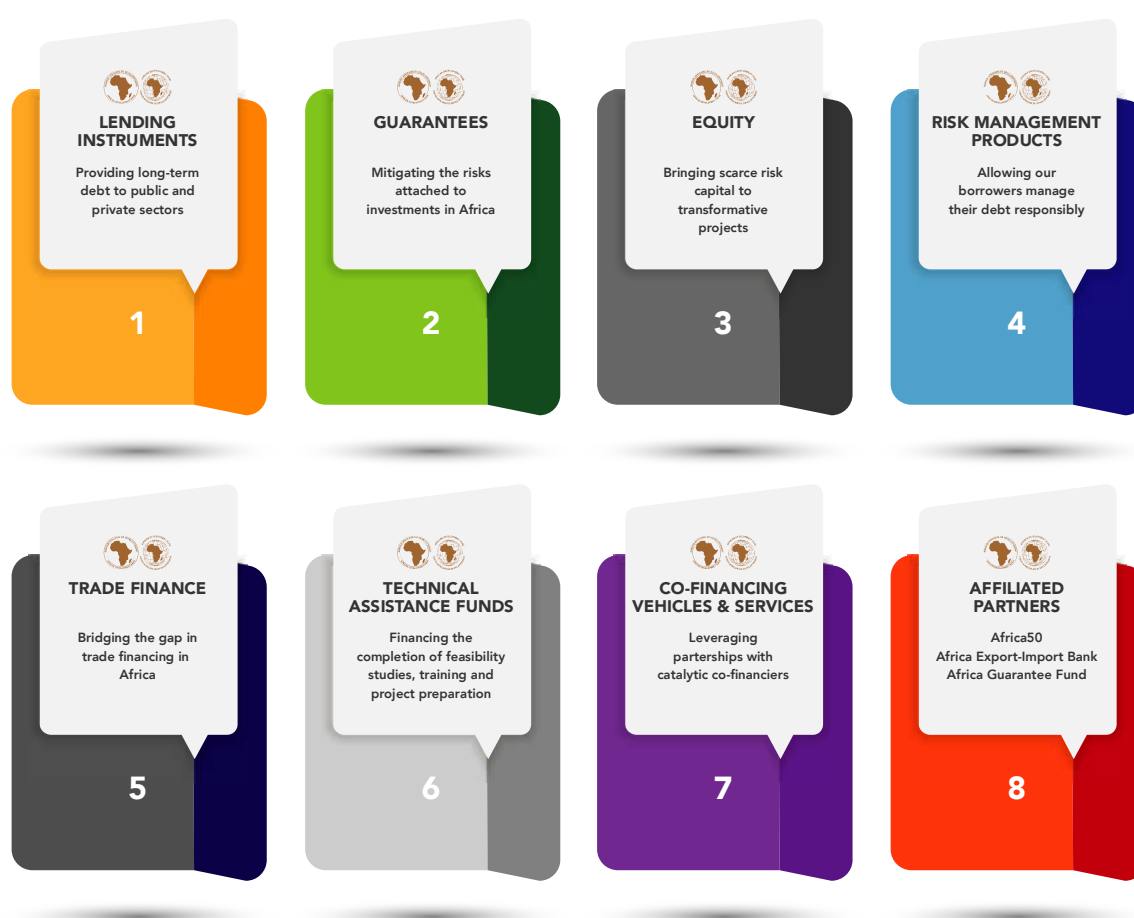 LENDING
INSTRUMENTS
Providing long-term
debt to public and
private sectors
1
GUARANTEES
Mitigating the risks
attached to
investments in Africa
2
EQUITY
Bringing scarce risk
capital to
transformative
projects
3
RISK MANAGEMENT
PRODUCTS
Allowing our
borrowers manage
their debt responsibly
4
TRADE FINANCE
Bridging the gap in
trade financing in
Africa
5
TECHNICAL
ASSISTANCE FUNDS
Financing the
completion of feasibility
studies, training and
project preparation
6
CO-FINANCING
VEHICLES & SERVICES
Leveraging
parterships with
catalytic co-financiers
7
AFFILIATED
PARTNERS
Africa50
Africa Export-Import Bank
Africa Guarantee Fund
8